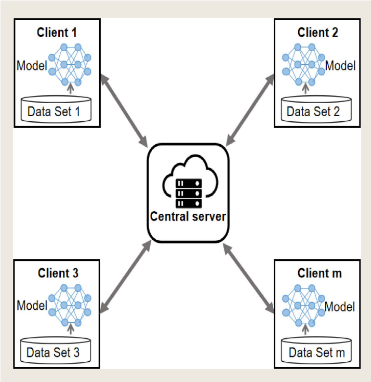 Client 1
Model
Data Set 1
Client 2
Model
Data Set 2
Central server
Client 3
Model
Data Set 3
Client m
Model
Data Set m